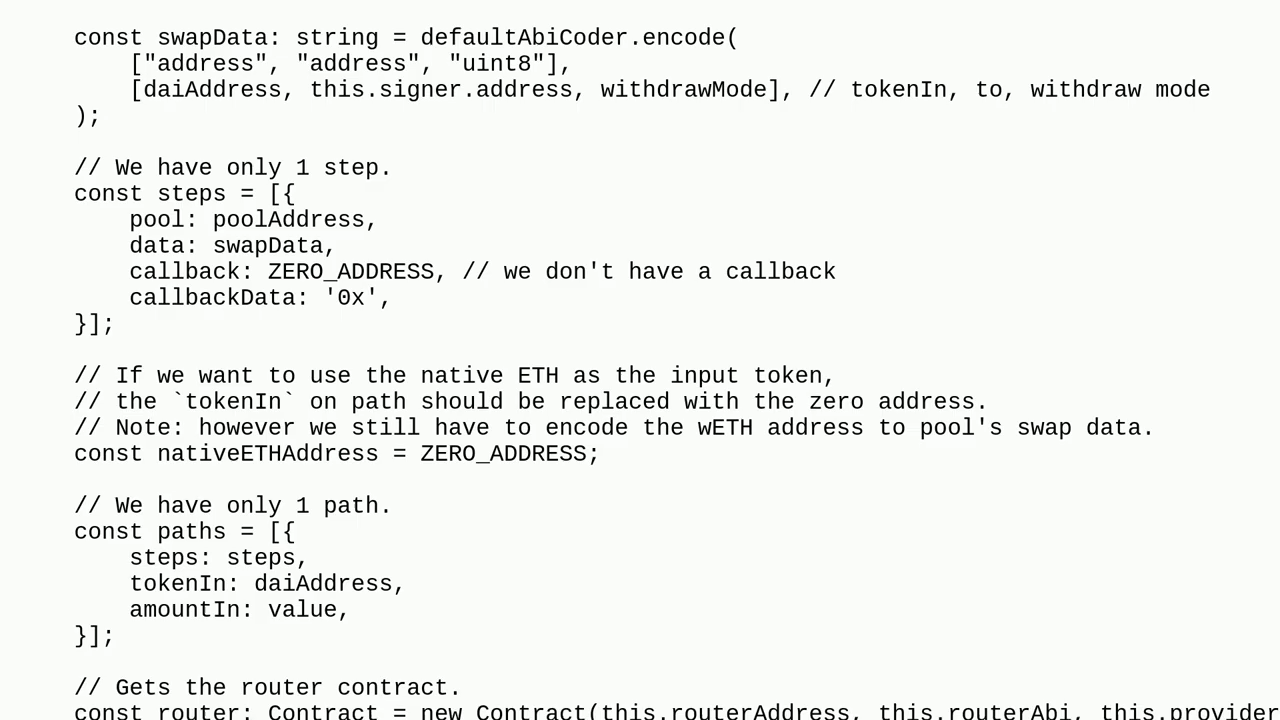 const swapData: string = defaultAbiCoder.encode(
    ["address", "address", "uint8"],
    [daiAddress, this.signer.address, withdrawMode], // tokenIn, to, withdraw mode
);

// We have only 1 step.
const steps = [{
    pool: poolAddress,
    data: swapData,
    callback: ZERO_ADDRESS, // we don't have a callback
    callbackData: '0x',
}];

// If we want to use the native ETH as the input token,
// the `tokenIn` on path should be replaced with the zero address.
// Note: however we still have to encode the wETH address to pool's swap data.
const nativeETHAddress = ZERO_ADDRESS;

// We have only 1 path.
const paths = [{
    steps: steps,
    tokenIn: daiAddress,
    amountIn: value,
}];

// Gets the router contract.
const router: Contract = new Contract(this.routerAddress, this.routerAbi, this.provider